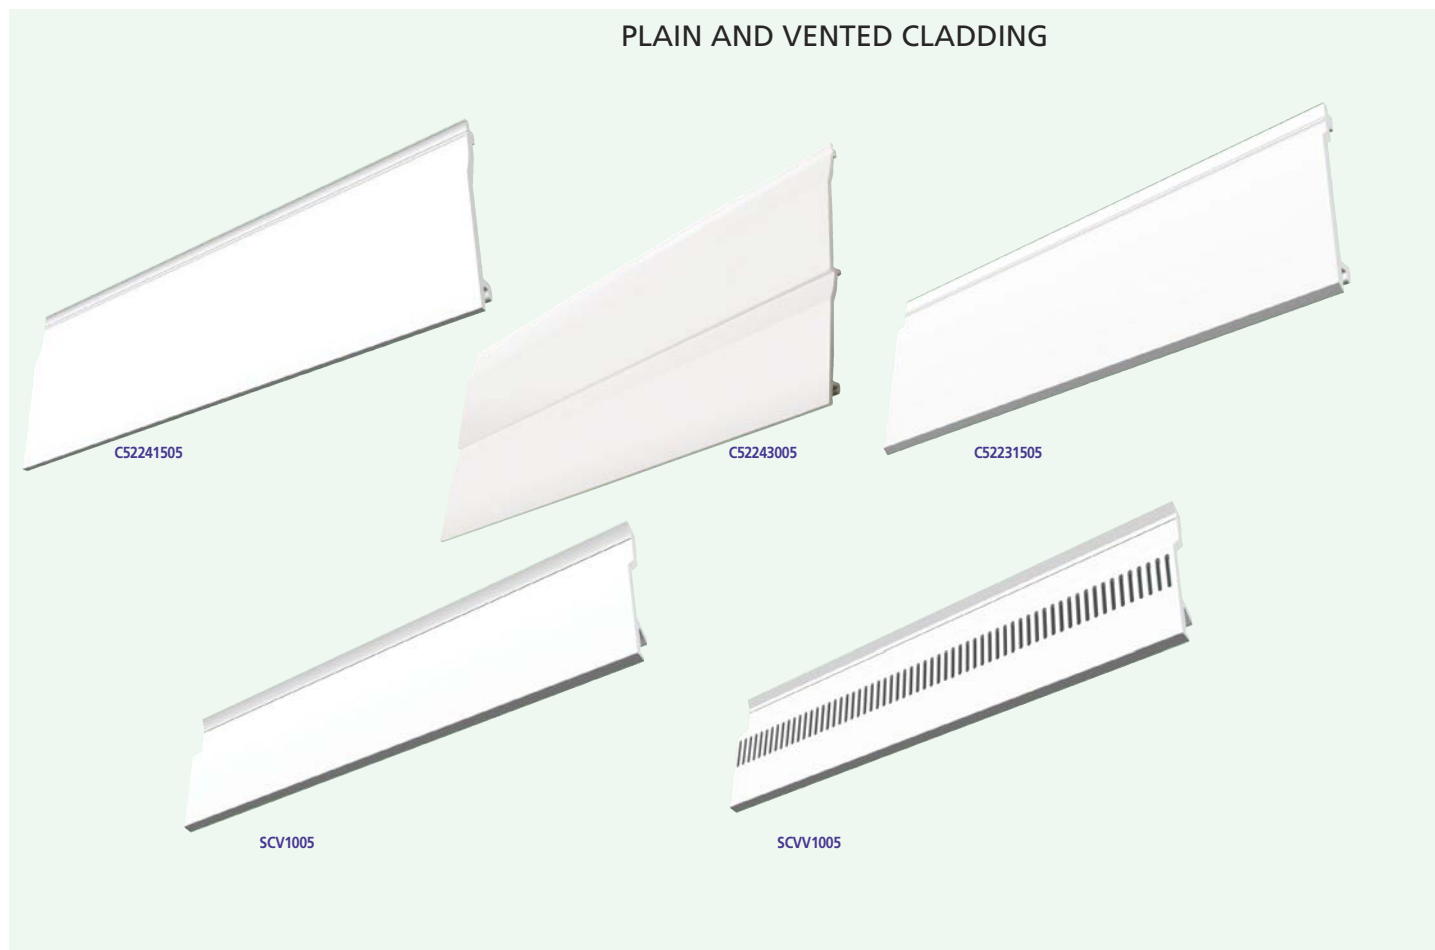 PLAIN AND VENTED CLADDING
C52241505
C52243005
C52231505
SCV1005
SCVV1005